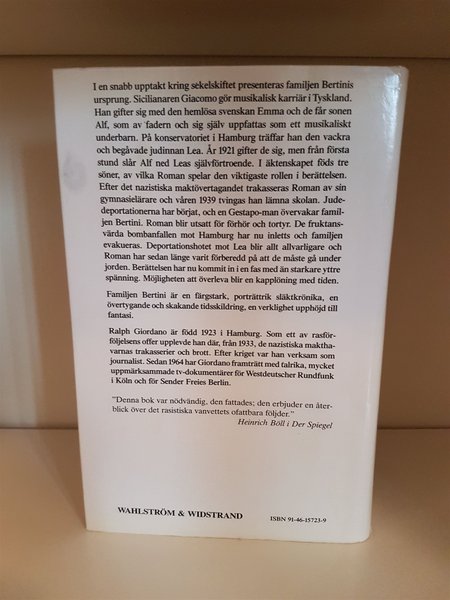 I en snabb upptakt kring sekelskiftet presenteras familjen Bertinis
ursprung. Sicilianaren Giacomo gör musikalisk karriär i Tyskland.
Han gifter sig med den hemlösa svenskan Emma och de får sonen
Alf, som av fadern och sig själv uppfattas som ett musikaliskt
underbarn. På konservatoriet i Hamburg träffar han den vackra
och begåvade judinnan Lea. År 1921 gifter de sig, men från första
stund slår Alf ned Leas självförtroende. I äktenskapet föds tre
söner, av vilka Roman spelar den viktigaste rollen i berättelsen.
Efter det nazistiska maktövertagandet trakasseras Roman av sin
gymnasielärare och våren 1939 tvingas han lämna skolan. Jude-
deportationerna har börjat, och en Gestapo-man övervakar famil-
jen Bertini. Roman blir utsatt för förhör och tortyr. De fruktans-
värda bombanfallen mot Hamburg har nu inletts och familjen
evakueras. Deportationshotet mot Lea blir allt allvarligare och
Roman har sedan länge varit förberedd på att de måste gå under
jorden. Berättelsen har nu kommit in i en fas med än starkare yttre
spänning. Möjligheten att överleva blir en kapplöpning med tiden.
Familjen Bertini är en färgstark, porträttrik släktkrönika, en
övertygande och skakande tidsskildring, en verklighet upphöjd till
fantasi.
Ralph Giordano är född 1923 i Hamburg. Som ett av rasför-
följelsens offer upplevde han där, från 1933, de nazistiska maktha-
varnas trakasserier och brott. Efter kriget var han verksam som
journalist. Sedan 1964 har Giordano framträtt med talrika, mycket
uppmärksammade tv-dokumentärer för Westdeutscher Rundfunk
i Köln och för Sender Freies Berlin.
"Denna bok var nödvändig, den fattades; den erbjuder en åter-
blick över det rasistiska vanvettets ofattbara följder."
Heinrich Böll i Der Spiegel
WAHLSTRÖM & WIDSTRAND
ISBN 91-46-15723-9